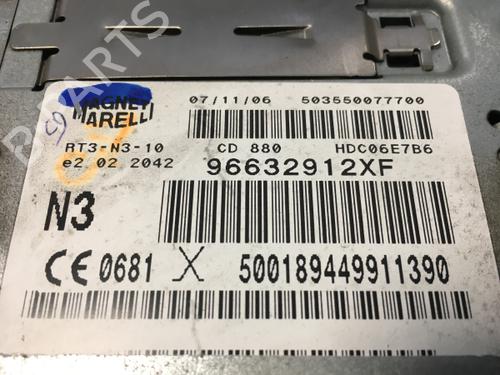 B-PARTS
MAGNETI MARELLI
07/11/06 503550077700
RT3-N3-10 CD 880 HDC06E7B6
e2 02 2042 96632912XF
N3
CE 0681 X 500189449911390